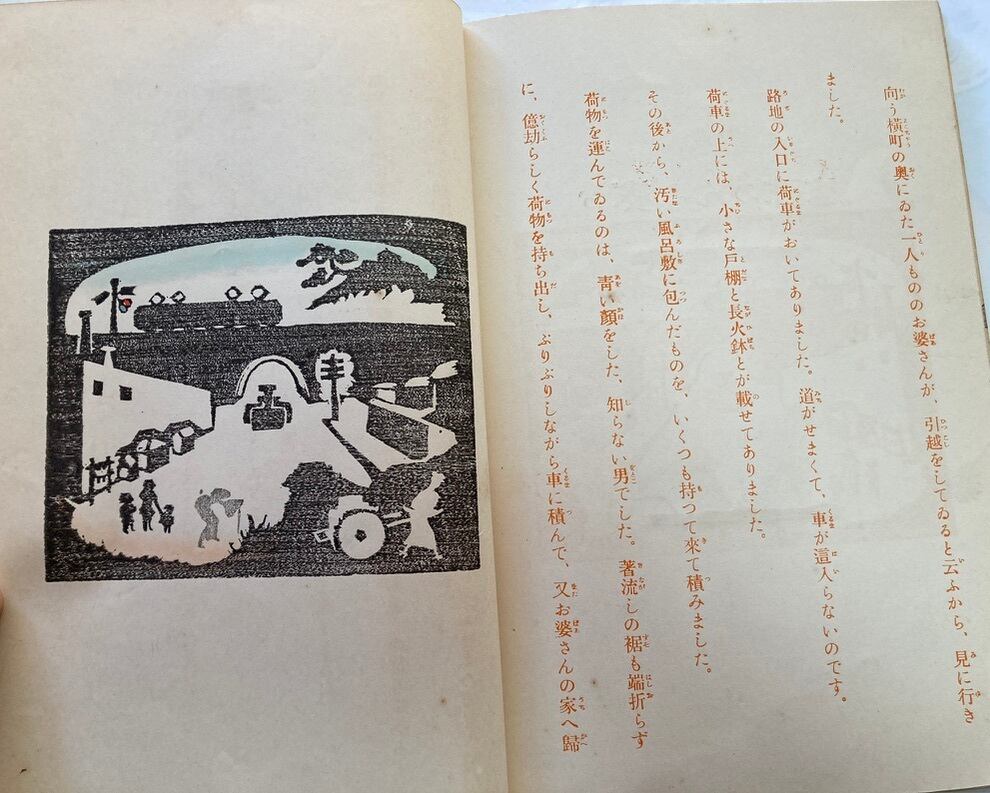 向う横町の奥にゐた一人もののお婆さんが、引越をしてゐると云ふから、見に行き
ました。
路地の入口に荷車がおいてありました。道がせまくて、車が這入らないのです。
荷車の上には、小さな戸棚と長火鉢とが載せてありました。
その後から、汚い風呂敷に包んだものを、いくつも持つて來て積みました。
荷物を運んでゐるのは、靑い顏をした、知らない男でした。著流しの裾も端折らず
に、億劫らしく荷物を持ち出し、ぷりぷりしながら車に積んで、又お婆さんの家へ歸